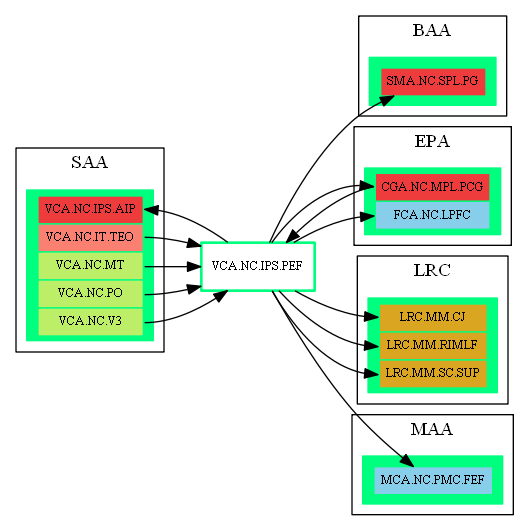 BAA
SMA.NC.SPL.PG
EPA
CGA.NC.MPL.PCG
FCA.NC.LPFC
SAA
VCA.NC.IPS.AIP
VCA.NC.IT.TEO
VCA.NC.MT
VCA.NC.PO
VCA.NC.V3
VCA.NC.IPS.PEF
LRC
LRC.MM.CJ
LRC.MM.RIMLF
LRC.MM.SC.SUP
MAA
MCA.NC.PMC.FEF